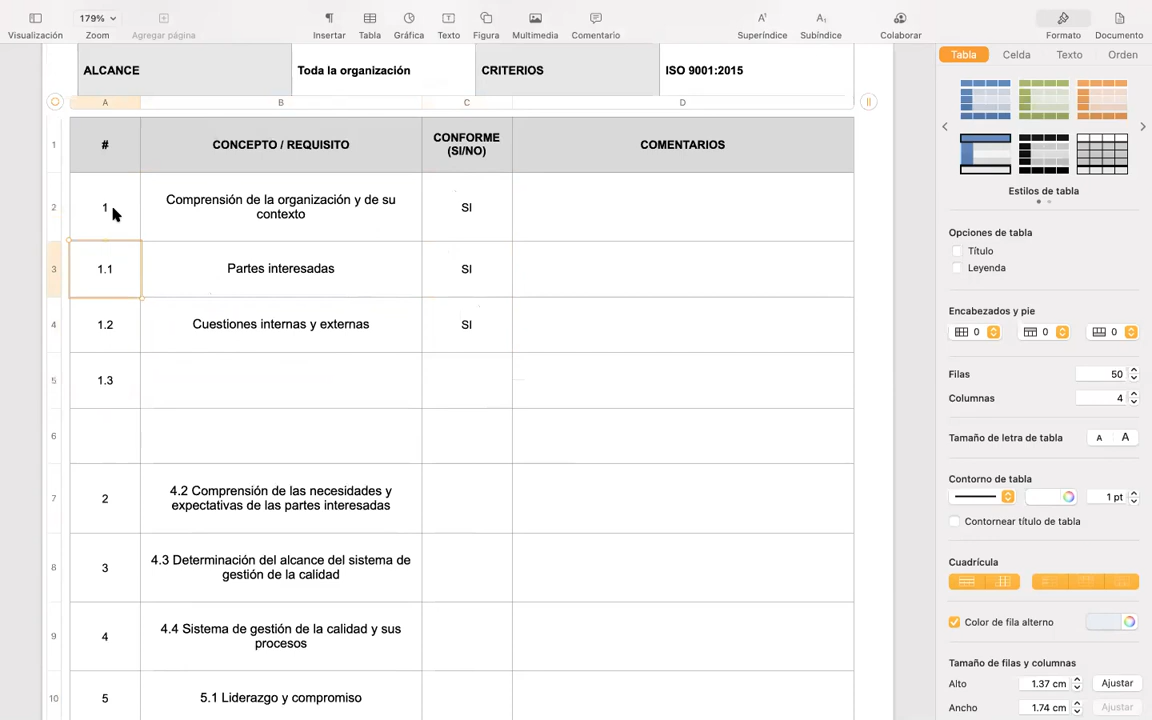 179%
Visualización
Zoom
Agregar página
Insertar
Tabla
Gráfica
Texto
Figura
Multimedia
Comentario
Superíndice
Subíndice
Colaborar
Formato
Documento
Tabla
Celda
Texto
Orden
ALCANCE
Toda la organización
CRITERIOS
ISO 9001:2015
A B C D
1 # CONCEPTO / REQUISITO CONFORME
(SI/NO) COMENTARIOS
2 1 Comprensión de la organización y de su
contexto SI
3 1.1 Partes interesadas SI
4 1.2 Cuestiones internas y externas SI
5 1.3
6
7 2 4.2 Comprensión de las necesidades y
expectativas de las partes interesadas
8 3 4.3 Determinación del alcance del sistema de
gestión de la calidad
9 4 4.4 Sistema de gestión de la calidad y sus
procesos
10 5 5.1 Liderazgo y compromiso
Estilos de tabla
Opciones de tabla
Título
Leyenda
Encabezados y pie
0 0 0
Filas 50
Columnas 4
Tamaño de letra de tabla A A
Contorno de tabla
1 pt
Contornear título de tabla
Cuadrícula
Color de fila alterno
Tamaño de filas y columnas
Alto 1.37 cm Ajustar
Ancho 1.74 cm Ajustar